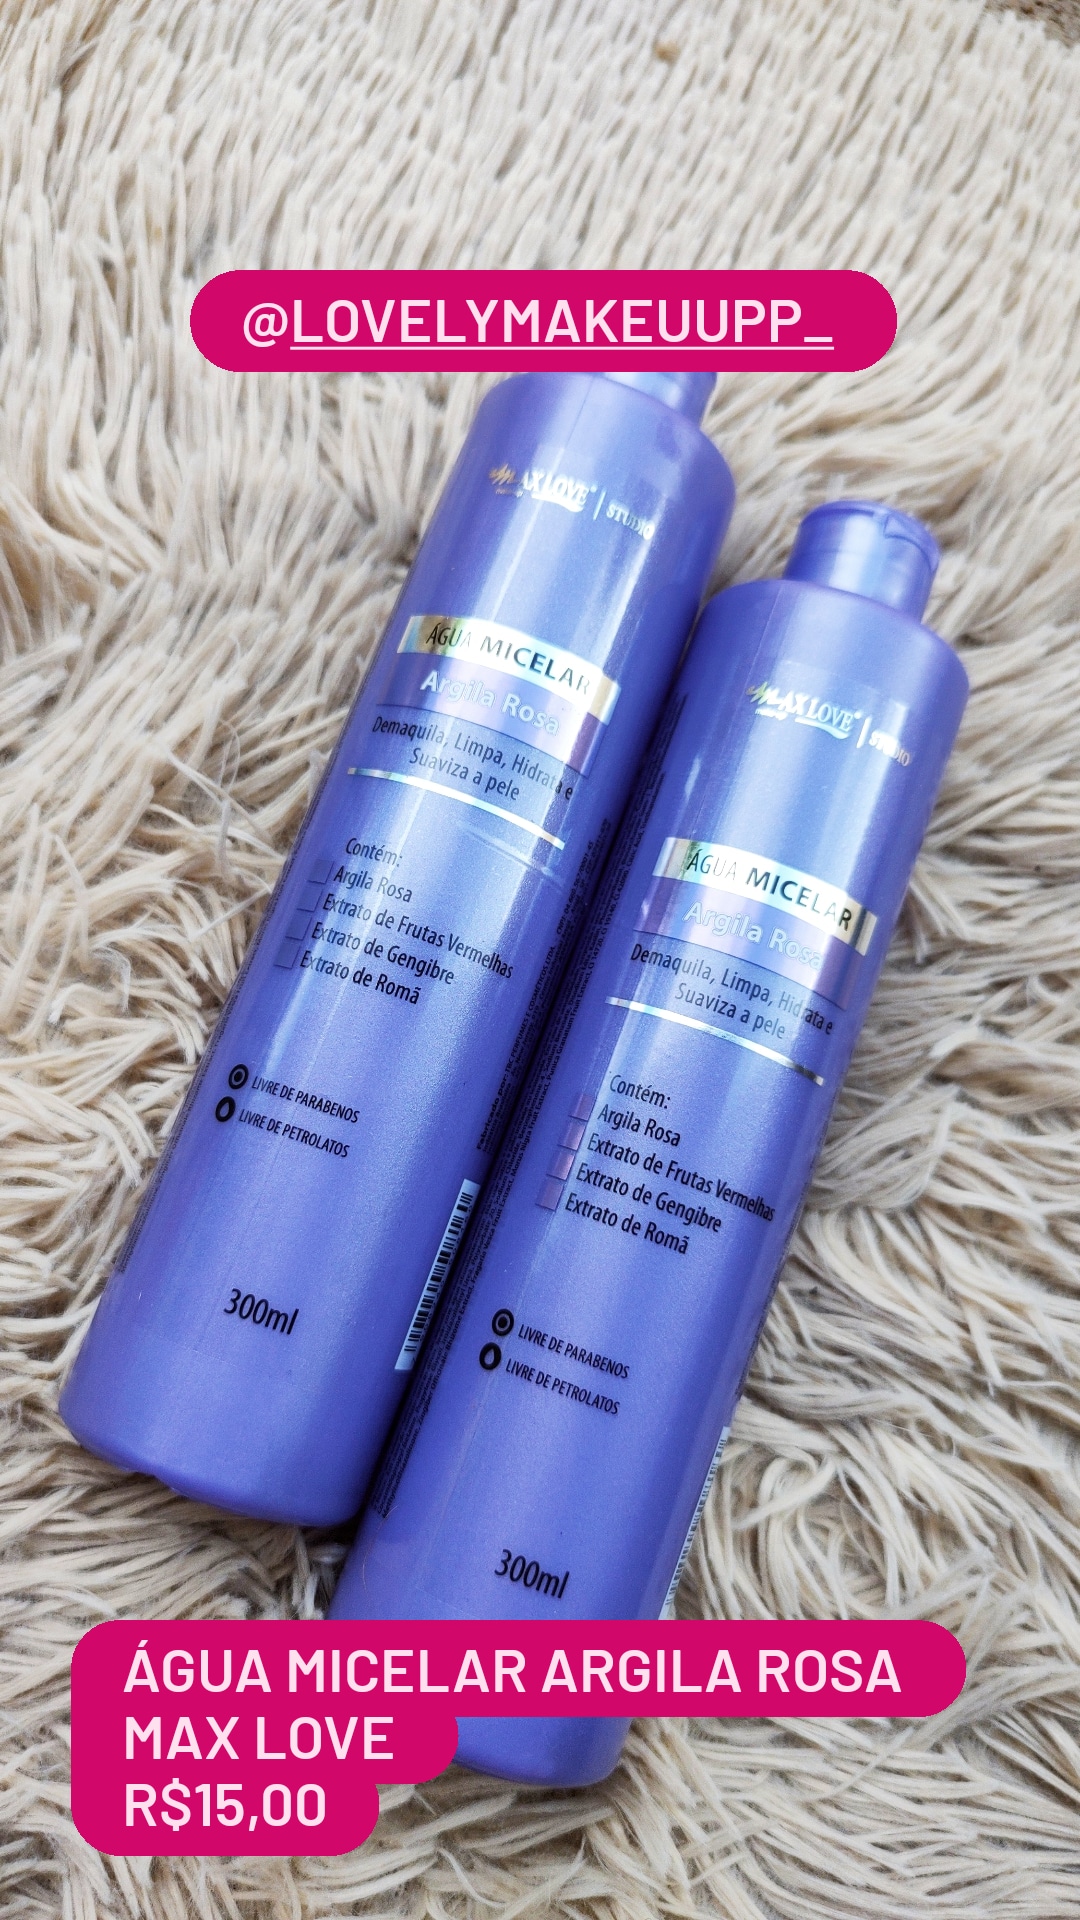 @LOVELYMAKEUUPP_
MAXLOVE | STUDIO
ÁGUA MICELAR
Argila Rosa
Demaquila, Limpa, Hidrata e
Suaviza a pele
Contém:
Argila Rosa
Extrato de Frutas Vermelhas
Extrato de Gengibre
Extrato de Romã
LIVRE DE PARABENOS
LIVRE DE PETROLATOS
300ml
MAXLOVE | STUDIO
ÁGUA MICELAR
Argila Rosa
Demaquila, Limpa, Hidrata e
Suaviza a pele
Contém:
Argila Rosa
Extrato de Frutas Vermelhas
Extrato de Gengibre
Extrato de Romã
LIVRE DE PARABENOS
LIVRE DE PETROLATOS
300ml
ÁGUA MICELAR ARGILA ROSA
MAX LOVE
R$15,00